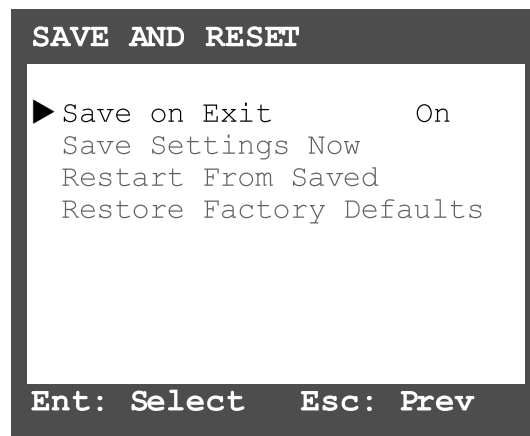 SAVE AND RESET
▶Save on Exit On
Save Settings Now
Restart From Saved
Restore Factory Defaults
Ent: Select Esc: Prev